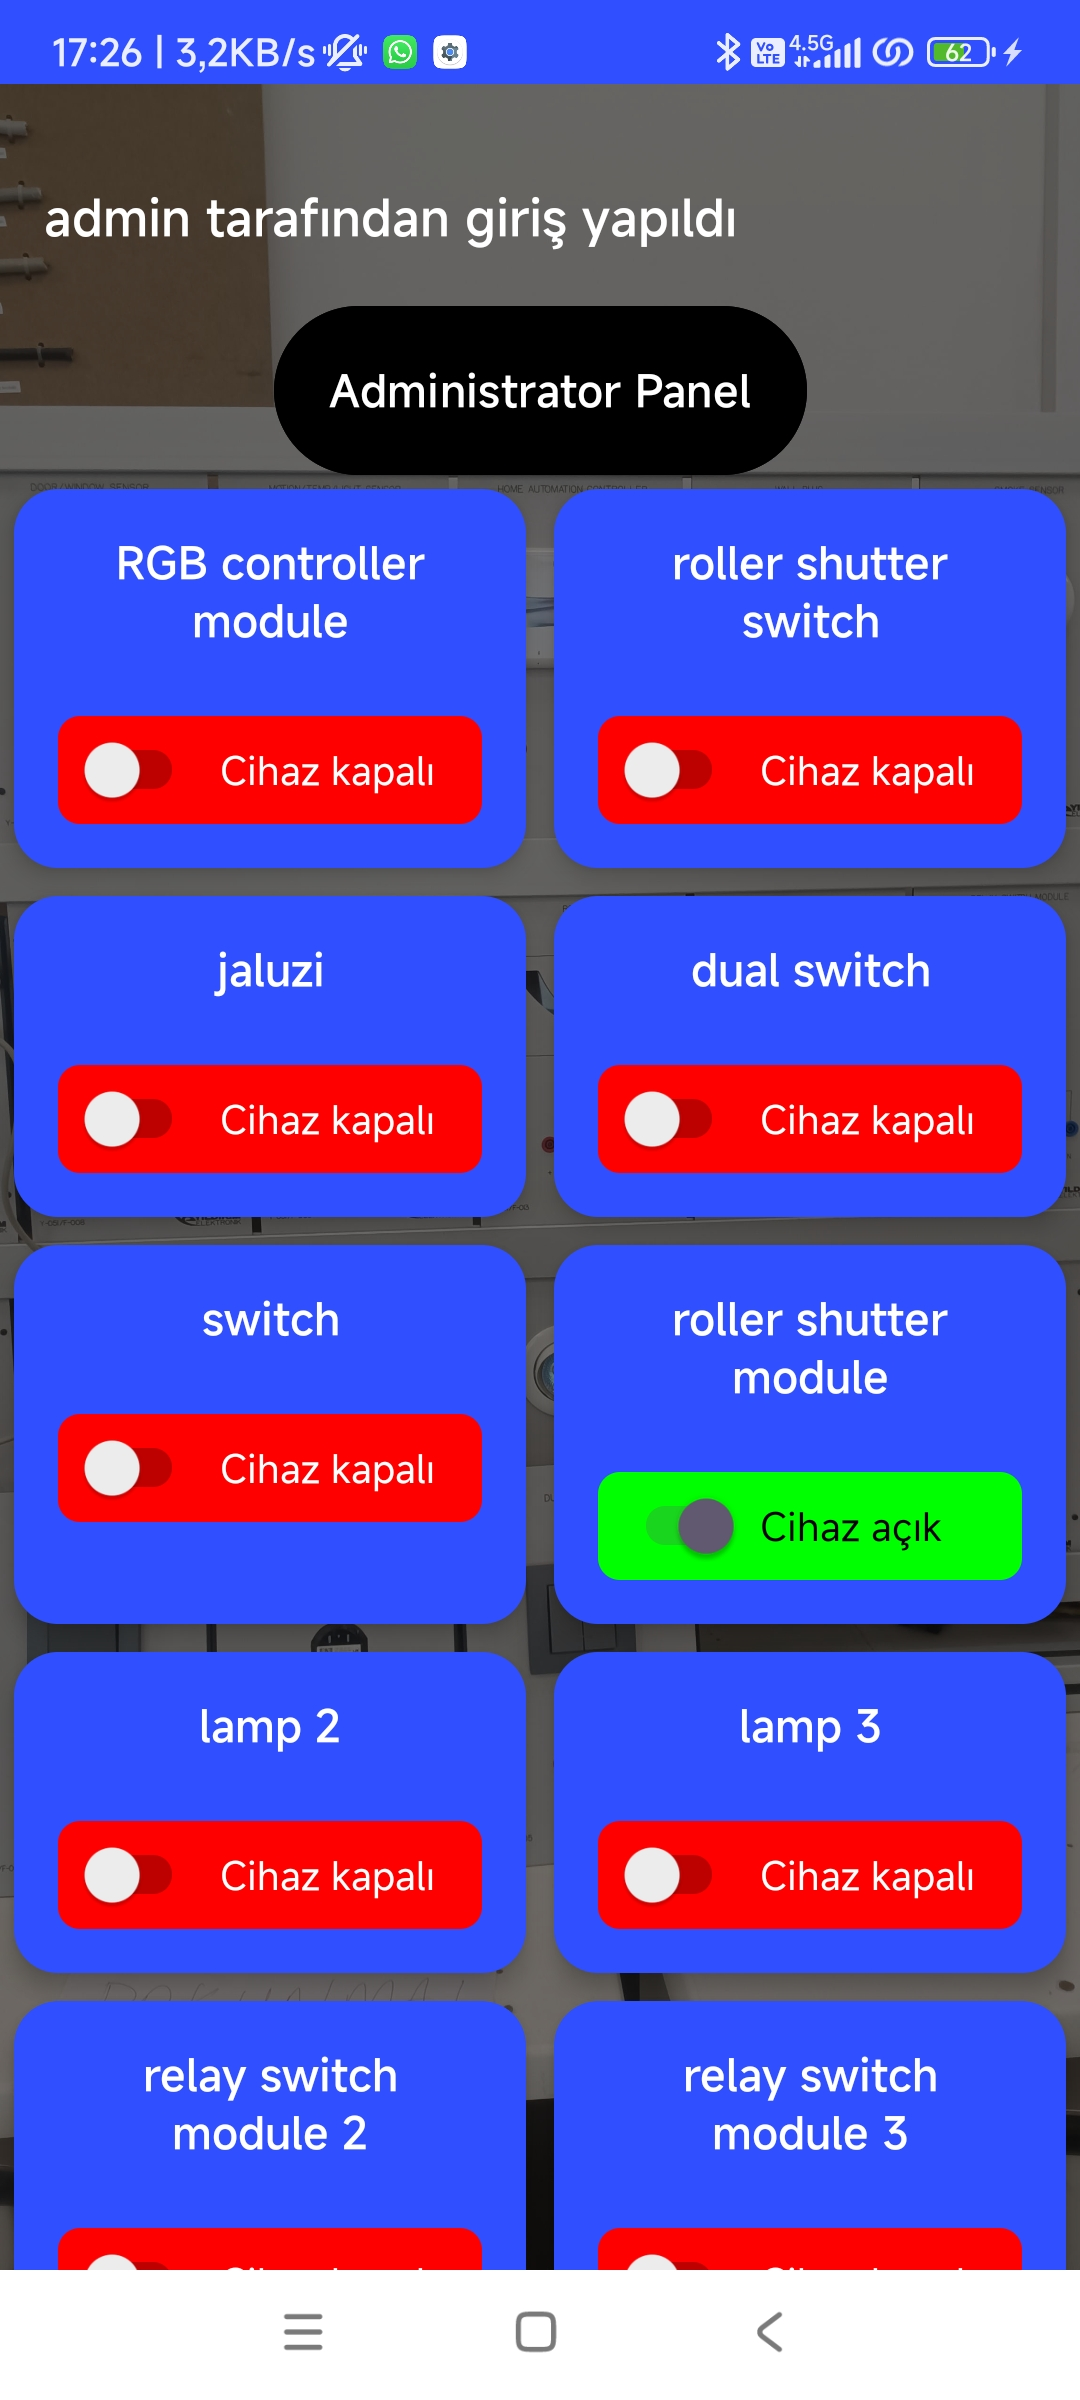 17:26 | 3,2KB/s
Vo LTE 4.5G 62
admin tarafından giriş yapıldı
Administrator Panel
RGB controller
module
roller shutter
switch
Cihaz kapalı
Cihaz kapalı
jaluzi
dual switch
Cihaz kapalı
Cihaz kapalı
switch
roller shutter
module
Cihaz kapalı
Cihaz açık
lamp 2
lamp 3
Cihaz kapalı
Cihaz kapalı
relay switch
module 2
relay switch
module 3